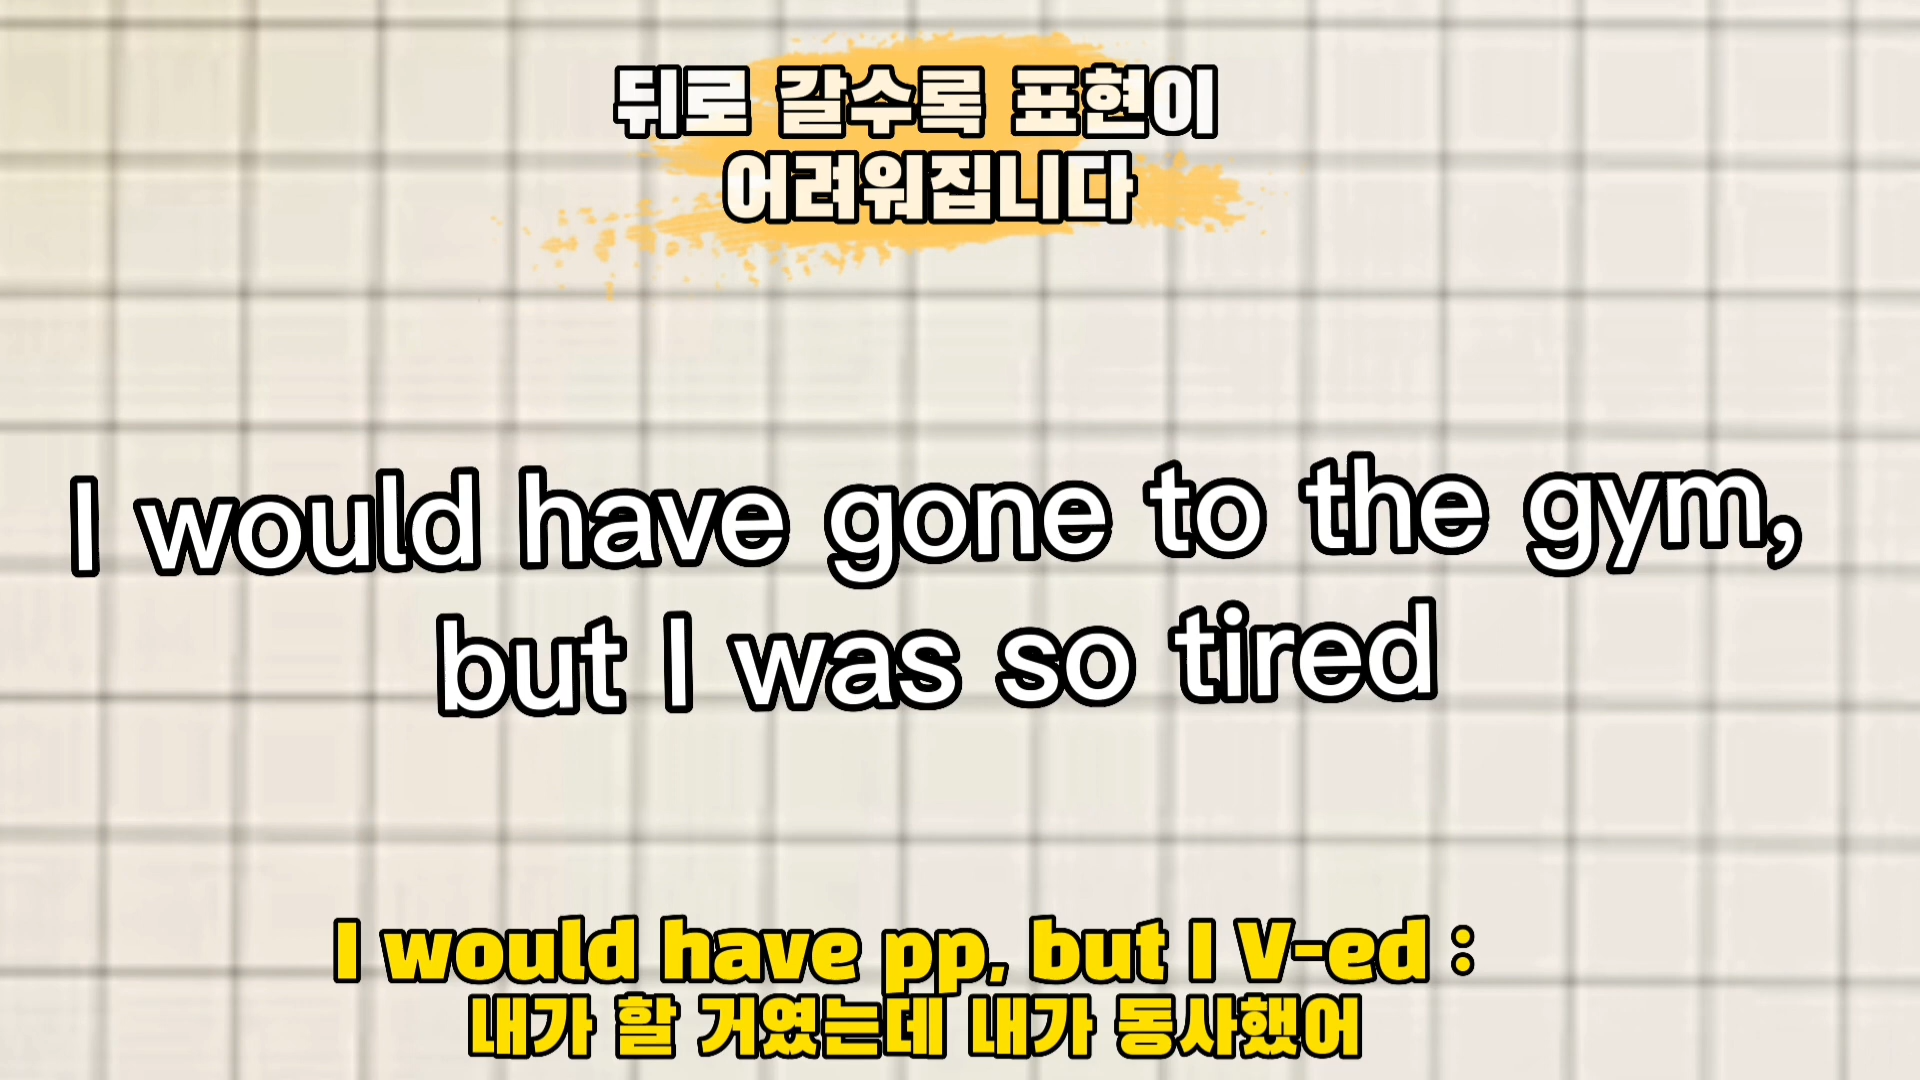 뒤로 갈수록 표현이
어려워집니다
I would have gone to the gym,
but I was so tired
I would have pp, but I V-ed :
내가 할 거였는데 내가 동사했어